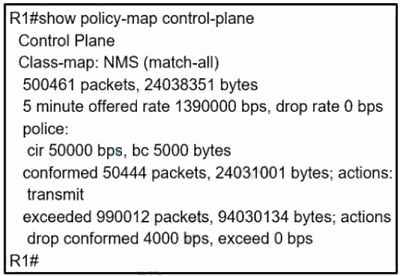 R1#show policy-map control-plane
Control Plane
Class-map: NMS (match-all)
500461 packets, 24038351 bytes
5 minute offered rate 1390000 bps, drop rate 0 bps
police:
cir 50000 bps, bc 5000 bytes
conformed 50444 packets, 24031001 bytes; actions:
transmit
exceeded 990012 packets, 94030134 bytes; actions
drop conformed 4000 bps, exceed 0 bps
R1#